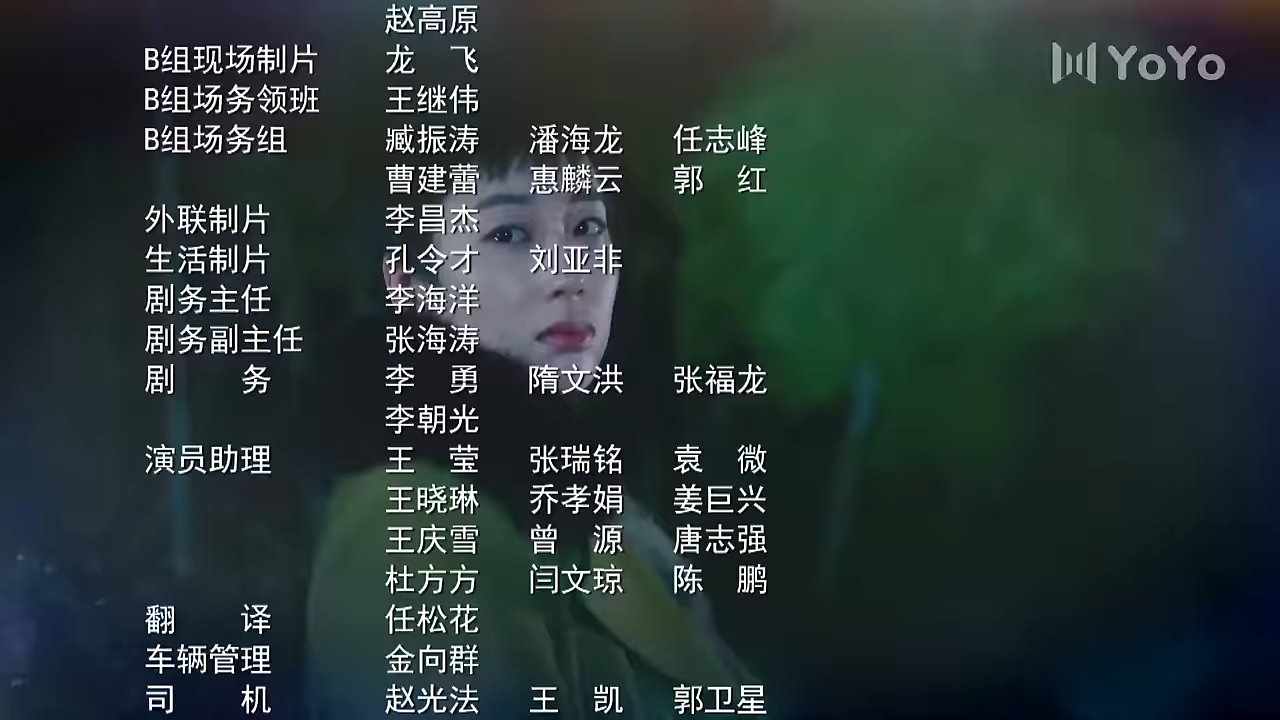 赵高原
YoYo
B组现场制片 龙 飞
B组场务领班 王继伟
B组场务组 臧振涛 潘海龙 任志峰
曹建蕾 惠麟云 郭 红
外联制片 李昌杰
生活制片 孔令才 刘亚非
剧务主任 李海洋
剧务副主任 张海涛
剧 务 李 勇 隋文洪 张福龙
李朝光
演员助理 王 莹 张瑞铭 袁 微
王晓琳 乔孝娟 姜巨兴
王庆雪 曾 源 唐志强
杜方方 闫文琼 陈 鹏
翻 译 任松花
车辆管理 金向群
司 机 赵光法 王 凯 郭卫星